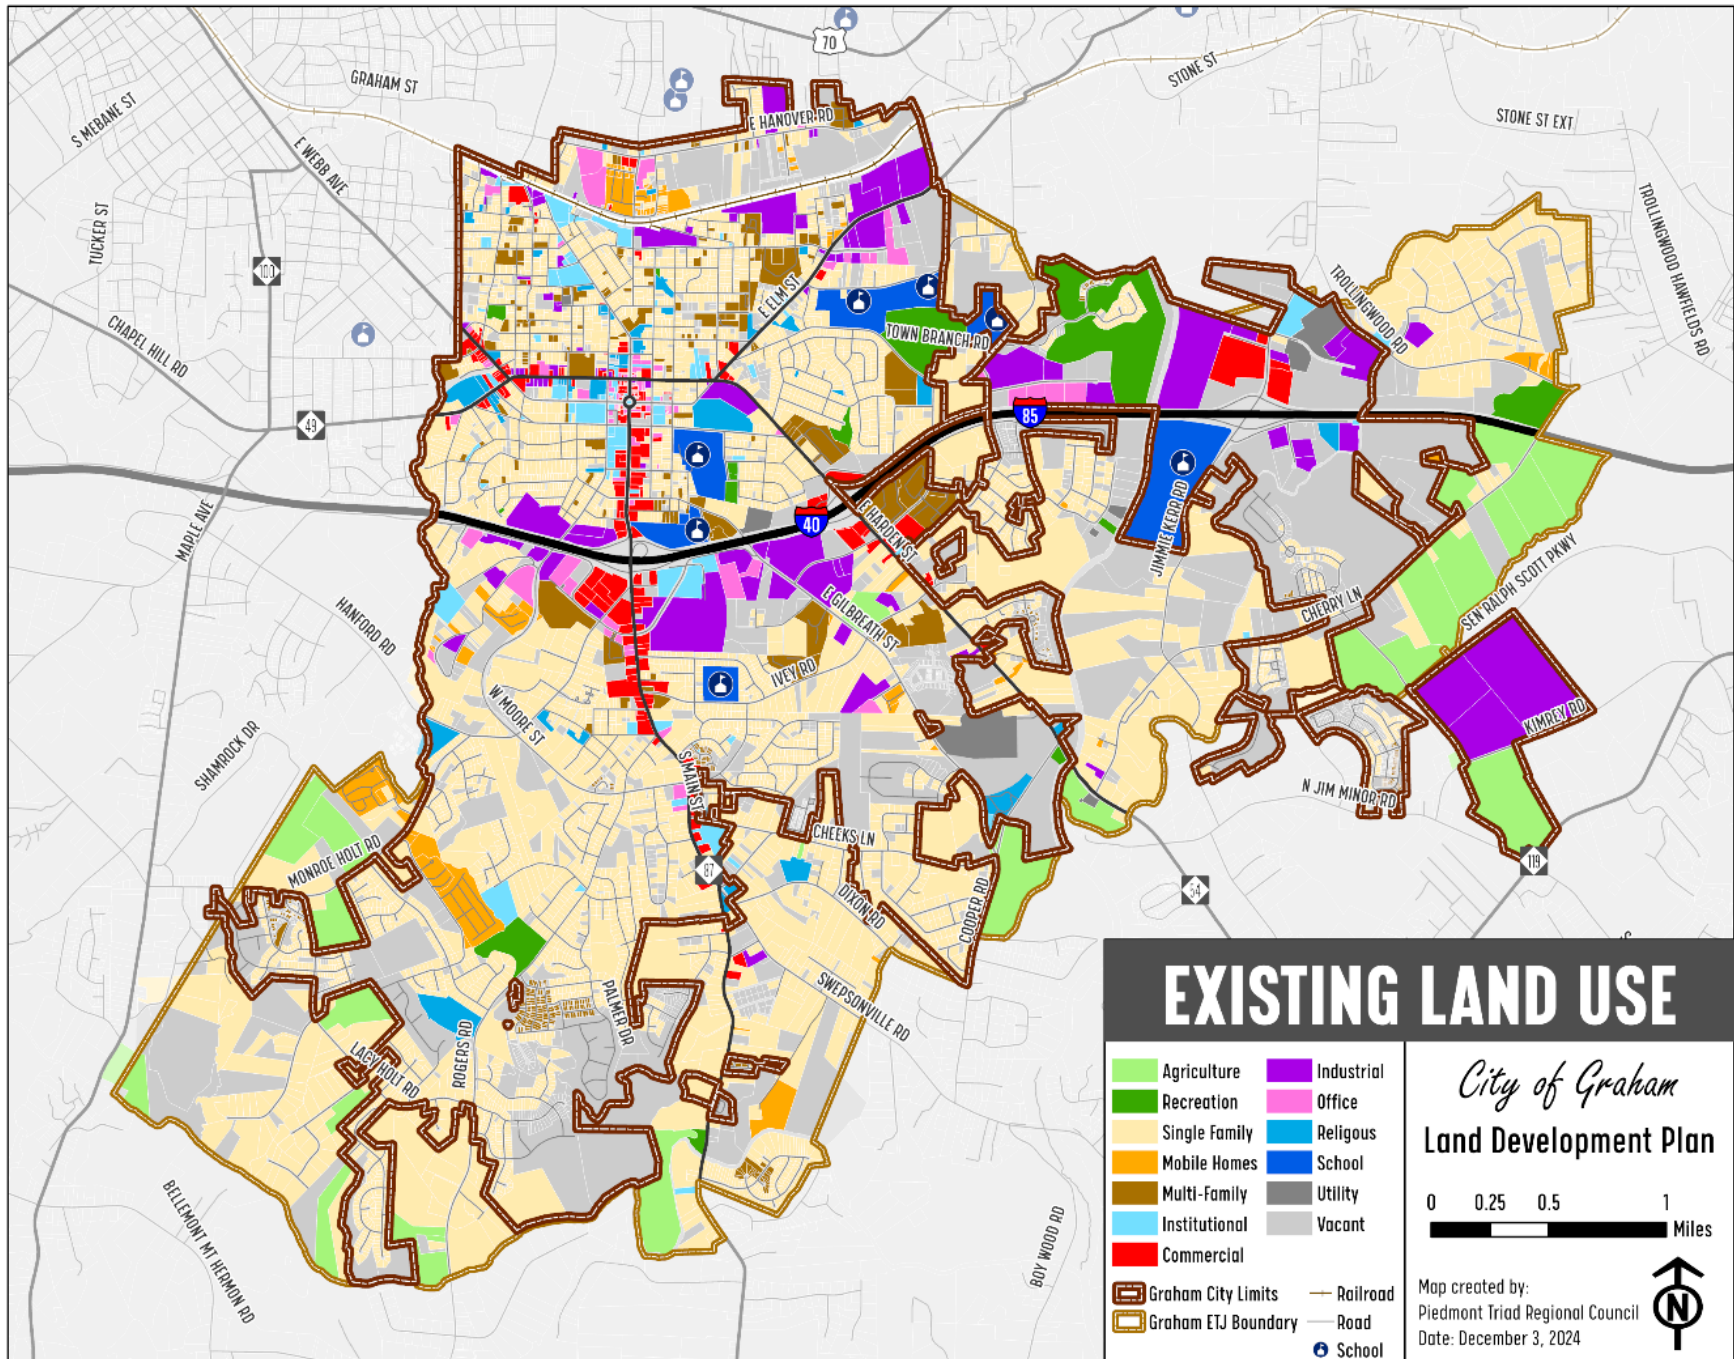 70
GRAHAM ST
STONE ST
S MEBANE ST
E HANOVER RD
STONE ST EXT
E WEBB AVE
TUCKER ST
TROLLINGWOOD HAWFIELDS RD
100
E ELM ST
TROLLINGWOOD RD
CHAPEL HILL RD
TOWN BRANCH RD
49
85
MAPLE AVE
40
E HARDEN ST
JIMMIE KERR RD
HANFORD RD
E GILBREATH ST
CHERRY LN
SEN RALPH SCOTT PKWY
IVEY RD
W MOORE ST
KIMREY RD
SHAMROCK DR
S MAIN ST
N JIM MINOR RD
CHEEKS LN
MONROE HOLT RD
87
119
54
DIXON RD
COOPER RD
PALMER DR
SWEPSONVILLE RD
ROGERS RD
LACY HOLT RD
BELLEMONT MT HERMON RD
BOY WOOD RD
EXISTING LAND USE
Agriculture
Recreation
Single Family
Mobile Homes
Multi-Family
Institutional
Commercial
Industrial
Office
Religous
School
Utility
Vacant
Graham City Limits
Graham ETJ Boundary
Railroad
Road
School
City of Graham
Land Development Plan
0 0.25 0.5 1
Miles
Map created by:
Piedmont Triad Regional Council
Date: December 3, 2024
N